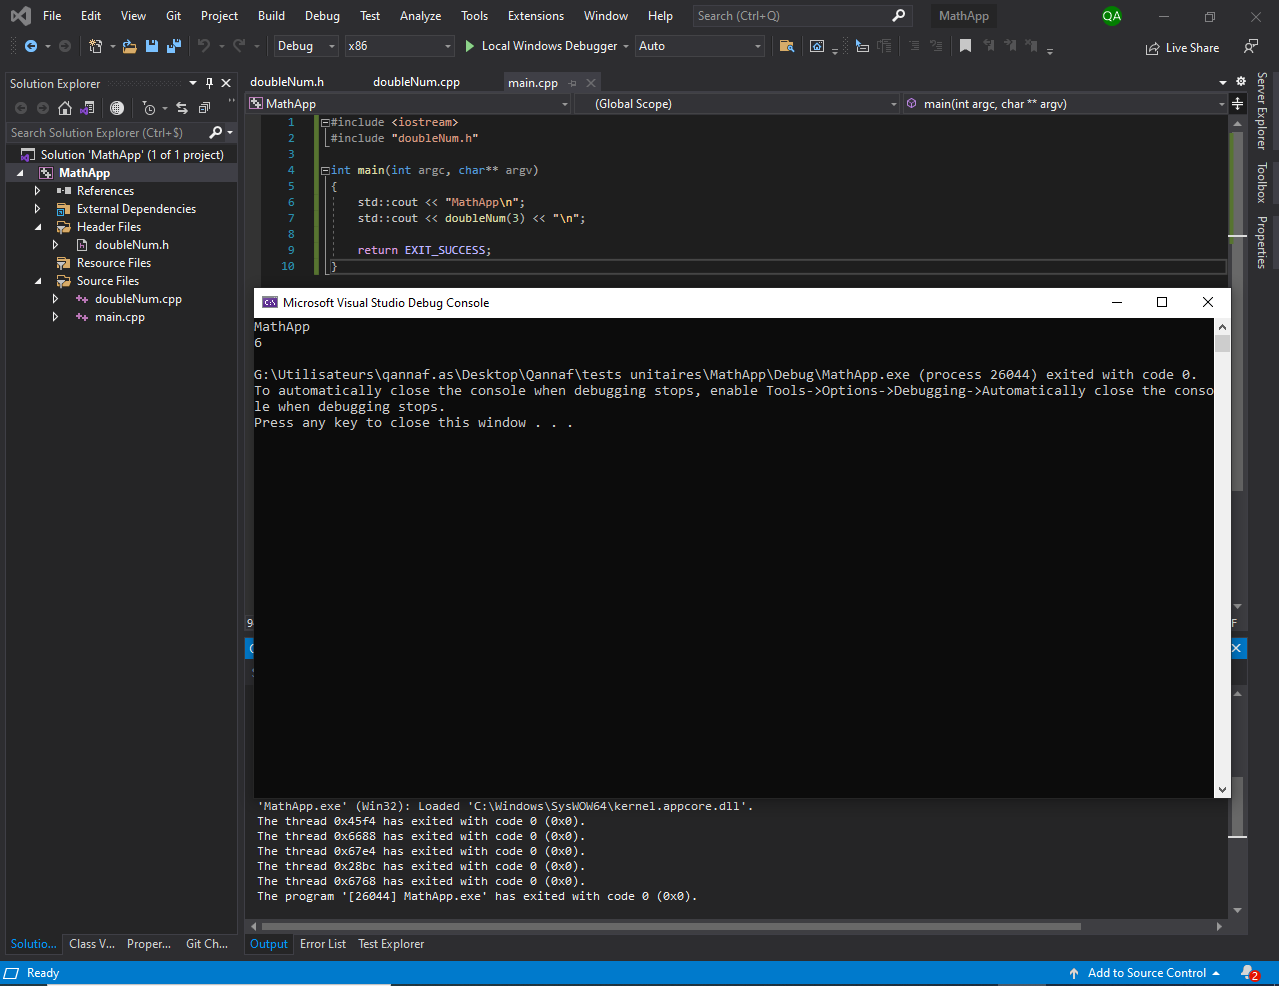 File Edit View Git Project Build Debug Test Analyze Tools Extensions Window Help Search (Ctrl+Q) MathApp QA
Debug x86 Local Windows Debugger Auto Live Share
Solution Explorer
Search Solution Explorer (Ctrl+$)
Solution 'MathApp' (1 of 1 project)
MathApp
References
External Dependencies
Header Files
doubleNum.h
Resource Files
Source Files
doubleNum.cpp
main.cpp
doubleNum.h doubleNum.cpp main.cpp
MathApp (Global Scope) main(int argc, char ** argv)
1 #include <iostream>
2 #include "doubleNum.h"
3
4 int main(int argc, char** argv)
5 {
6 std::cout << "MathApp\n";
7 std::cout << doubleNum(3) << "\n";
8
9 return EXIT_SUCCESS;
10 }
Server Explorer
Toolbox
Properties
Microsoft Visual Studio Debug Console
MathApp
6
G:\Utilisateurs\qannaf.as\Desktop\Qannaf\tests unitaires\MathApp\Debug\MathApp.exe (process 26044) exited with code 0.
To automatically close the console when debugging stops, enable Tools->Options->Debugging->Automatically close the conso
le when debugging stops.
Press any key to close this window . . .
'MathApp.exe' (Win32): Loaded 'C:\Windows\SysWOW64\kernel.appcore.dll'.
The thread 0x45f4 has exited with code 0 (0x0).
The thread 0x6688 has exited with code 0 (0x0).
The thread 0x67e4 has exited with code 0 (0x0).
The thread 0x28bc has exited with code 0 (0x0).
The thread 0x6768 has exited with code 0 (0x0).
The program '[26044] MathApp.exe' has exited with code 0 (0x0).
Solutio... Class V... Proper... Git Ch... Output Error List Test Explorer
Ready Add to Source Control 2